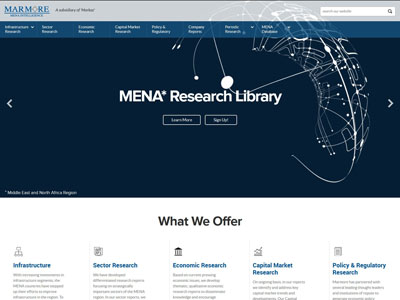 MARMORE
MENA INTELLIGENCE
A subsidiary of 'Markaz'
search our website
Infrastructure Research
Sector Research
Economic Research
Capital Market Research
Policy & Regulatory
Company Reports
Periodic Research
MENA Database
MENA* Research Library
Learn More
Sign Up!
* Middle East and North Africa Region
What We Offer
Infrastructure
With increasing investments in
infrastructure segments, the
MENA countries have stepped
up their efforts to improve
infrastructure in the region. To
Sector Research
We have developed
differentiated research reports
focusing on strategically
important sectors of the MENA
region. In our sector reports, we
Economic Research
Based on our mix proving
economic issues, we develop
thematic, qualitative economic
research reports to disseminate
knowledge and encourage
Capital Market
Research
On ongoing basis, in our reports
we identify and address key
capital market trends and
developments. Our Capital
Policy & Regulatory
Research
Marmore has partnered with
several leading thought leaders
and institutions of repute to